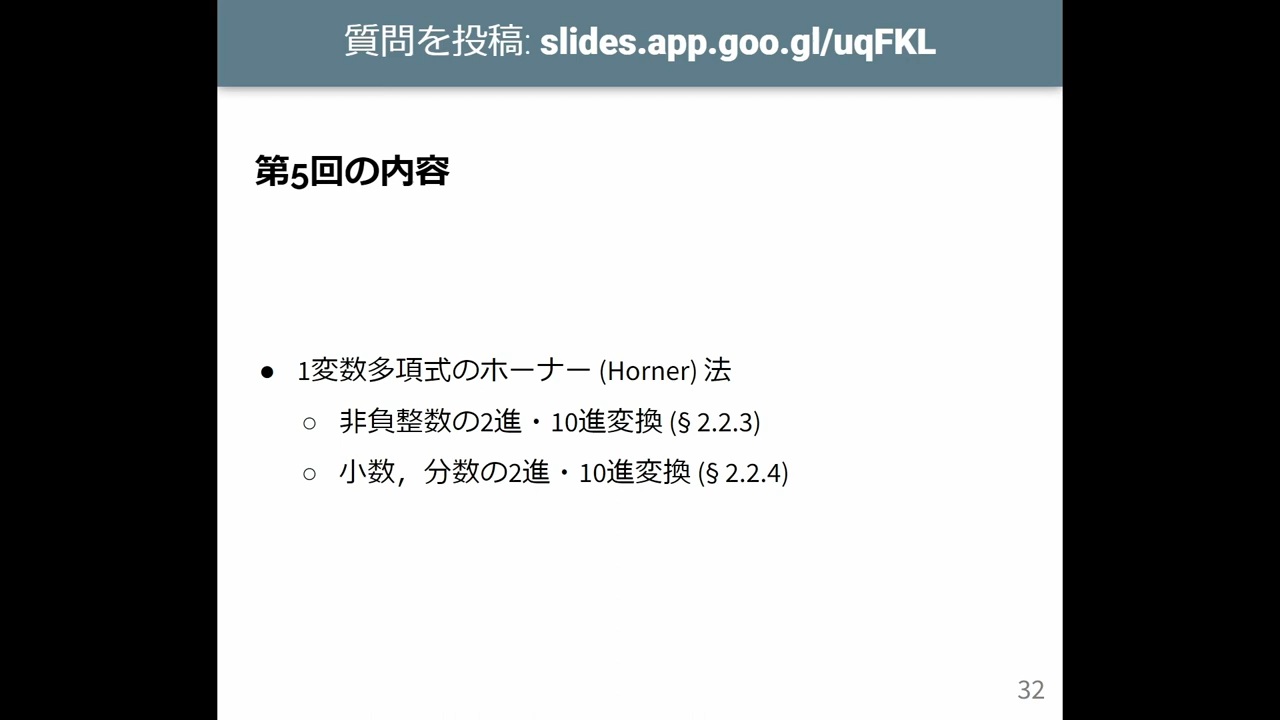 質問を投稿: slides.app.goo.gl/uqFKL
第5回の内容
● 1変数多項式のホーナー (Horner) 法
○ 非負整数の2進・10進変換 (§ 2.2.3)
○ 小数，分数の2進・10進変換 (§ 2.2.4)
32